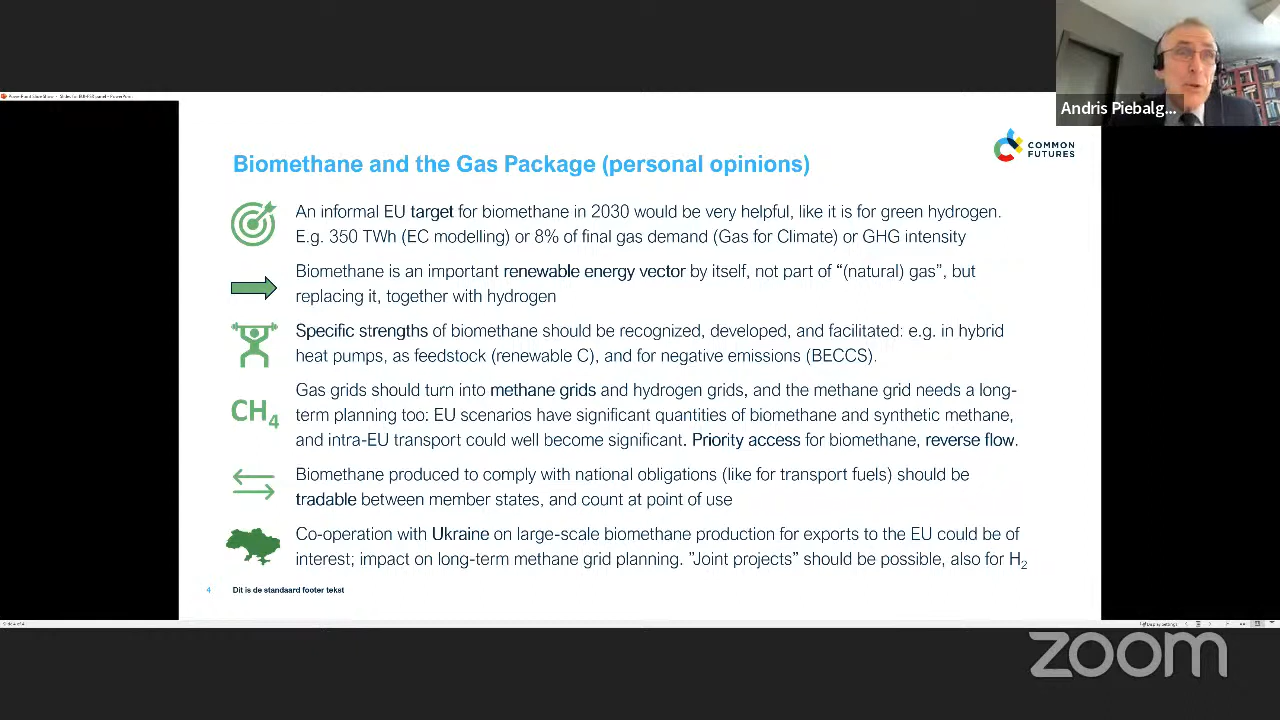 Andris Piebalg...
COMMON
FUTURES
Biomethane and the Gas Package (personal opinions)
An informal EU target for biomethane in 2030 would be very helpful, like it is for green hydrogen.
E.g. 350 TWh (EC modelling) or 8% of final gas demand (Gas for Climate) or GHG intensity
Biomethane is an important renewable energy vector by itself, not part of “(natural) gas”, but
replacing it, together with hydrogen
Specific strengths of biomethane should be recognized, developed, and facilitated: e.g. in hybrid
heat pumps, as feedstock (renewable C), and for negative emissions (BECCS).
CH4
Gas grids should turn into methane grids and hydrogen grids, and the methane grid needs a long-
term planning too: EU scenarios have significant quantities of biomethane and synthetic methane,
and intra-EU transport could well become significant. Priority access for biomethane, reverse flow.
Biomethane produced to comply with national obligations (like for transport fuels) should be
tradable between member states, and count at point of use
Co-operation with Ukraine on large-scale biomethane production for exports to the EU could be of
interest; impact on long-term methane grid planning. ”Joint projects” should be possible, also for H2
4 Dit is de standaard footer tekst
Display Settings
zoom